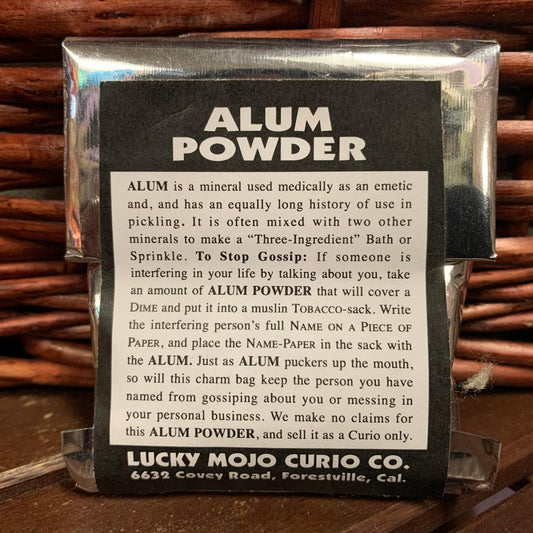 ALUM
POWDER
ALUM is a mineral used medically as an emetic
and, and has an equally long history of use in
pickling. It is often mixed with two other
minerals to make a “Three-Ingredient” Bath or
Sprinkle. To Stop Gossip: If someone is
interfering in your life by talking about you, take
an amount of ALUM POWDER that will cover a
DIME and put it into a muslin TOBACCO-sack. Write
the interfering person's full NAME ON A PIECE OF
PAPER, and place the NAME-PAPER in the sack with
the ALUM. Just as ALUM puckers up the mouth,
so will this charm bag keep the person you have
named from gossiping about you or messing in
your personal business. We make no claims for
this ALUM POWDER, and sell it as a Curio only.
LUCKY MOJO CURIO CO.
6632 Covey Road, Forestville, Cal.